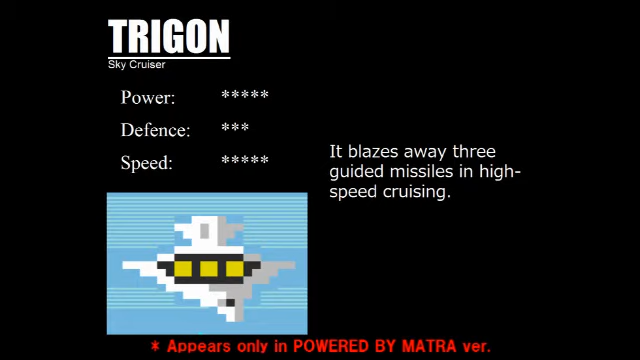 TRIGON
Sky Cruiser
Power: *****
Defence: ***
Speed: *****
It blazes away three
guided missiles in high-
speed cruising.
* Appears only in POWERED BY MATRA ver.